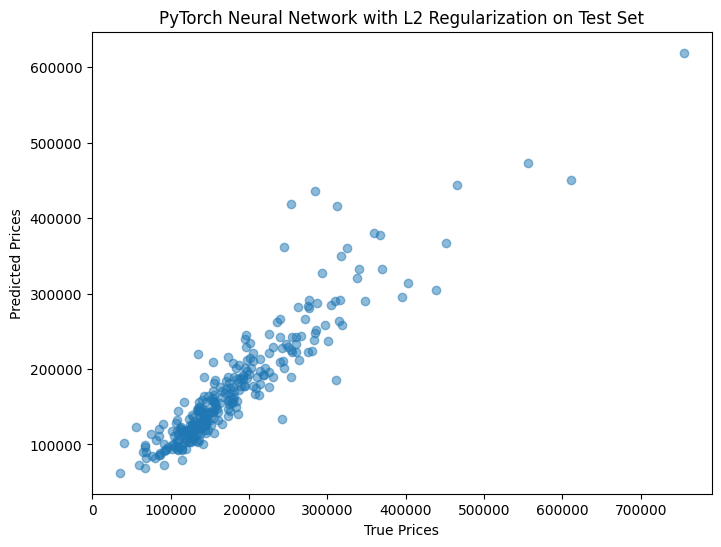 PyTorch Neural Network with L2 Regularization on Test Set
600000
500000
400000
300000
200000
100000
Predicted Prices
0 100000 200000 300000 400000 500000 600000 700000
True Prices